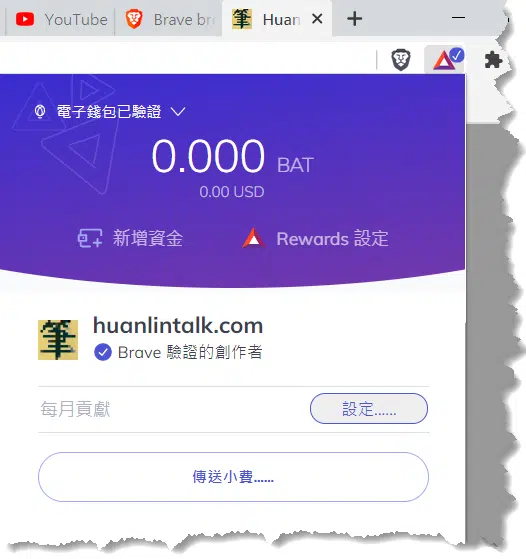 YouTube
Brave br
Huan
電子錢包已驗證
0.000 BAT
0.00 USD
新增資金
Rewards 設定
筆
huanlintalk.com
Brave 驗證的創作者
每月貢獻
設定......
傳送小費......